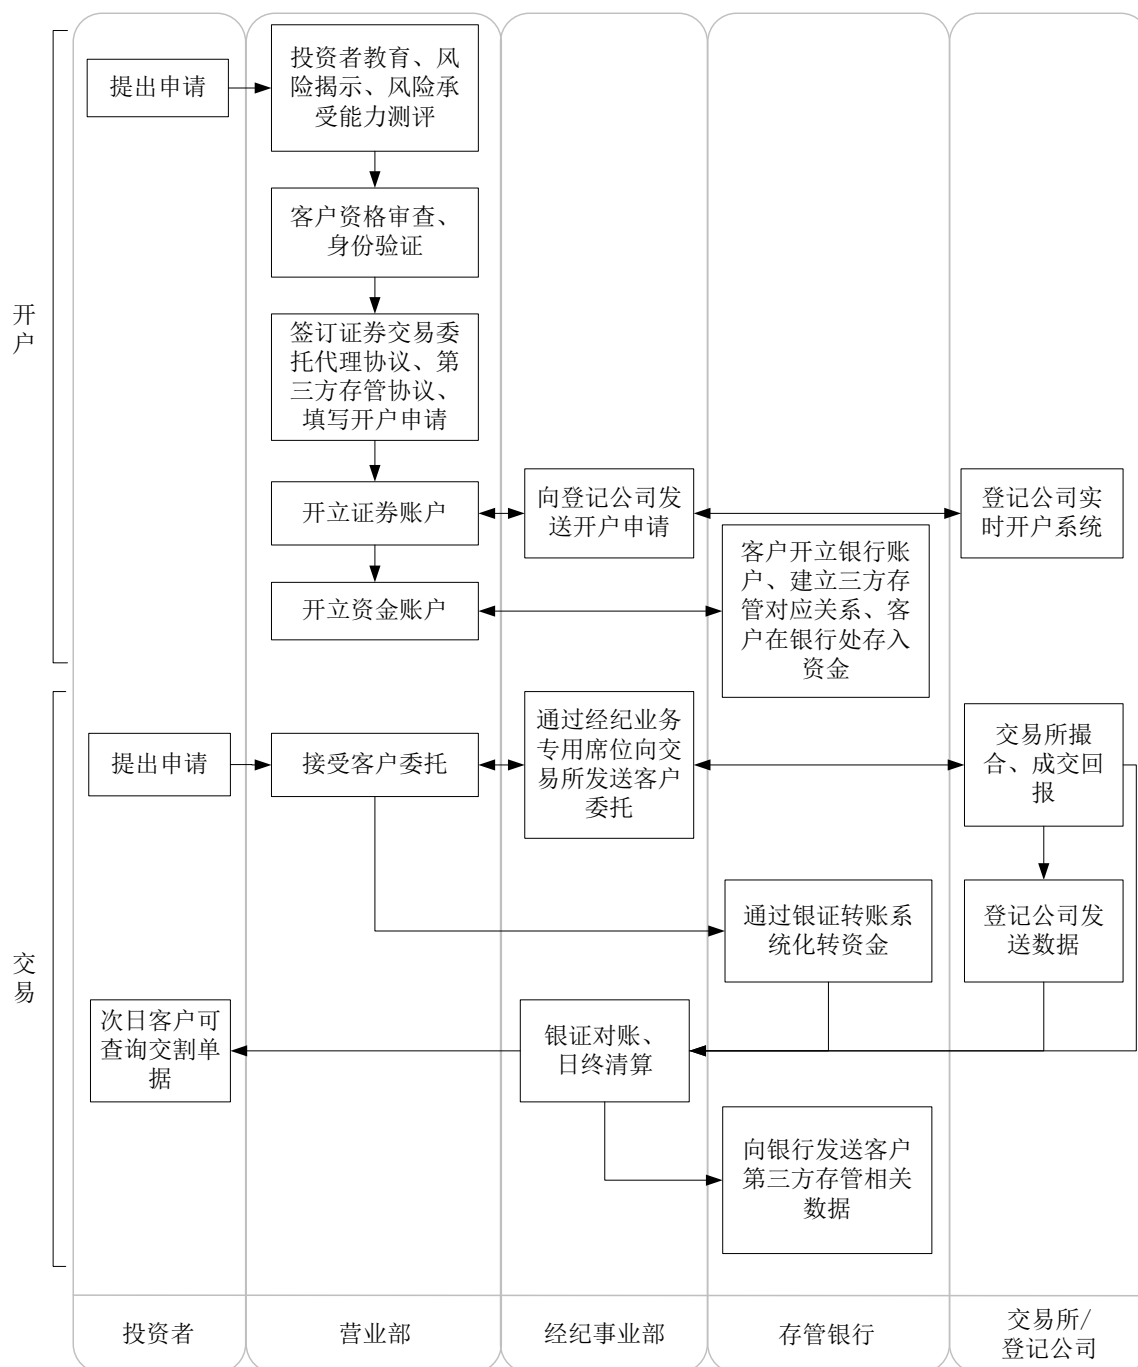 开
户
提出申请
投资者教育、风
险揭示、风险承
受能力测评
客户资格审查、
身份验证
签订证券交易委
托代理协议、第
三方存管协议、
填写开户申请
开立证券账户
向登记公司发
送开户申请
登记公司实
时开户系统
开立资金账户
客户开立银行账
户、建立三方存
管对应关系、客
户在银行处存入
资金
交
易
提出申请
接受客户委托
通过经纪业务
专用席位向交
易所发送客户
委托
交易所撮
合、成交回
报
通过银证转账系
统化转资金
登记公司发
送数据
次日客户可
查询交割单
据
银证对账、
日终清算
向银行发送客户
第三方存管相关
数据
投资者
营业部
经纪事业部
存管银行
交易所/
登记公司